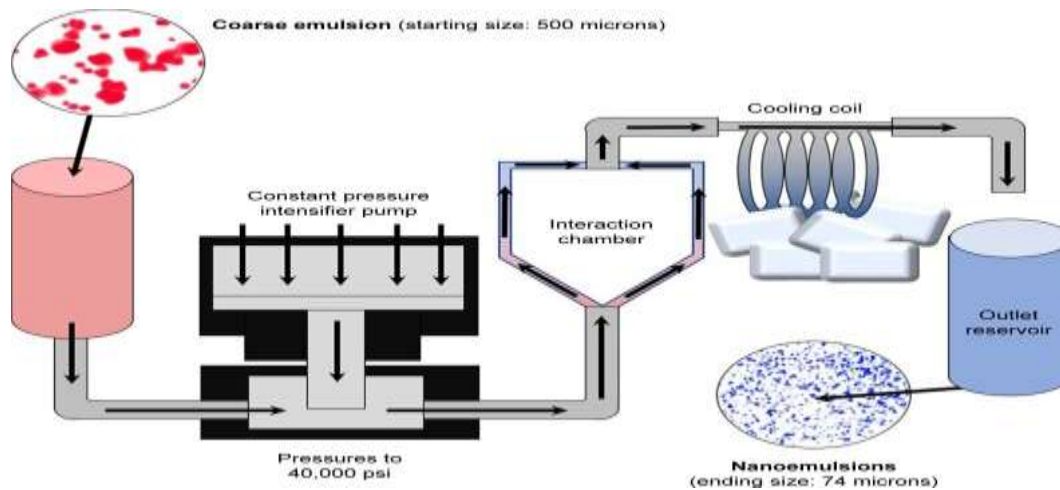 Coarse emulsion (starting size: 500 microns)
Cooling coil
Constant pressure
intensifier pump
Interaction
chamber
Outlet
reservoir
Pressures to
40,000 psi
Nanoemulsions
(ending size: 74 microns)